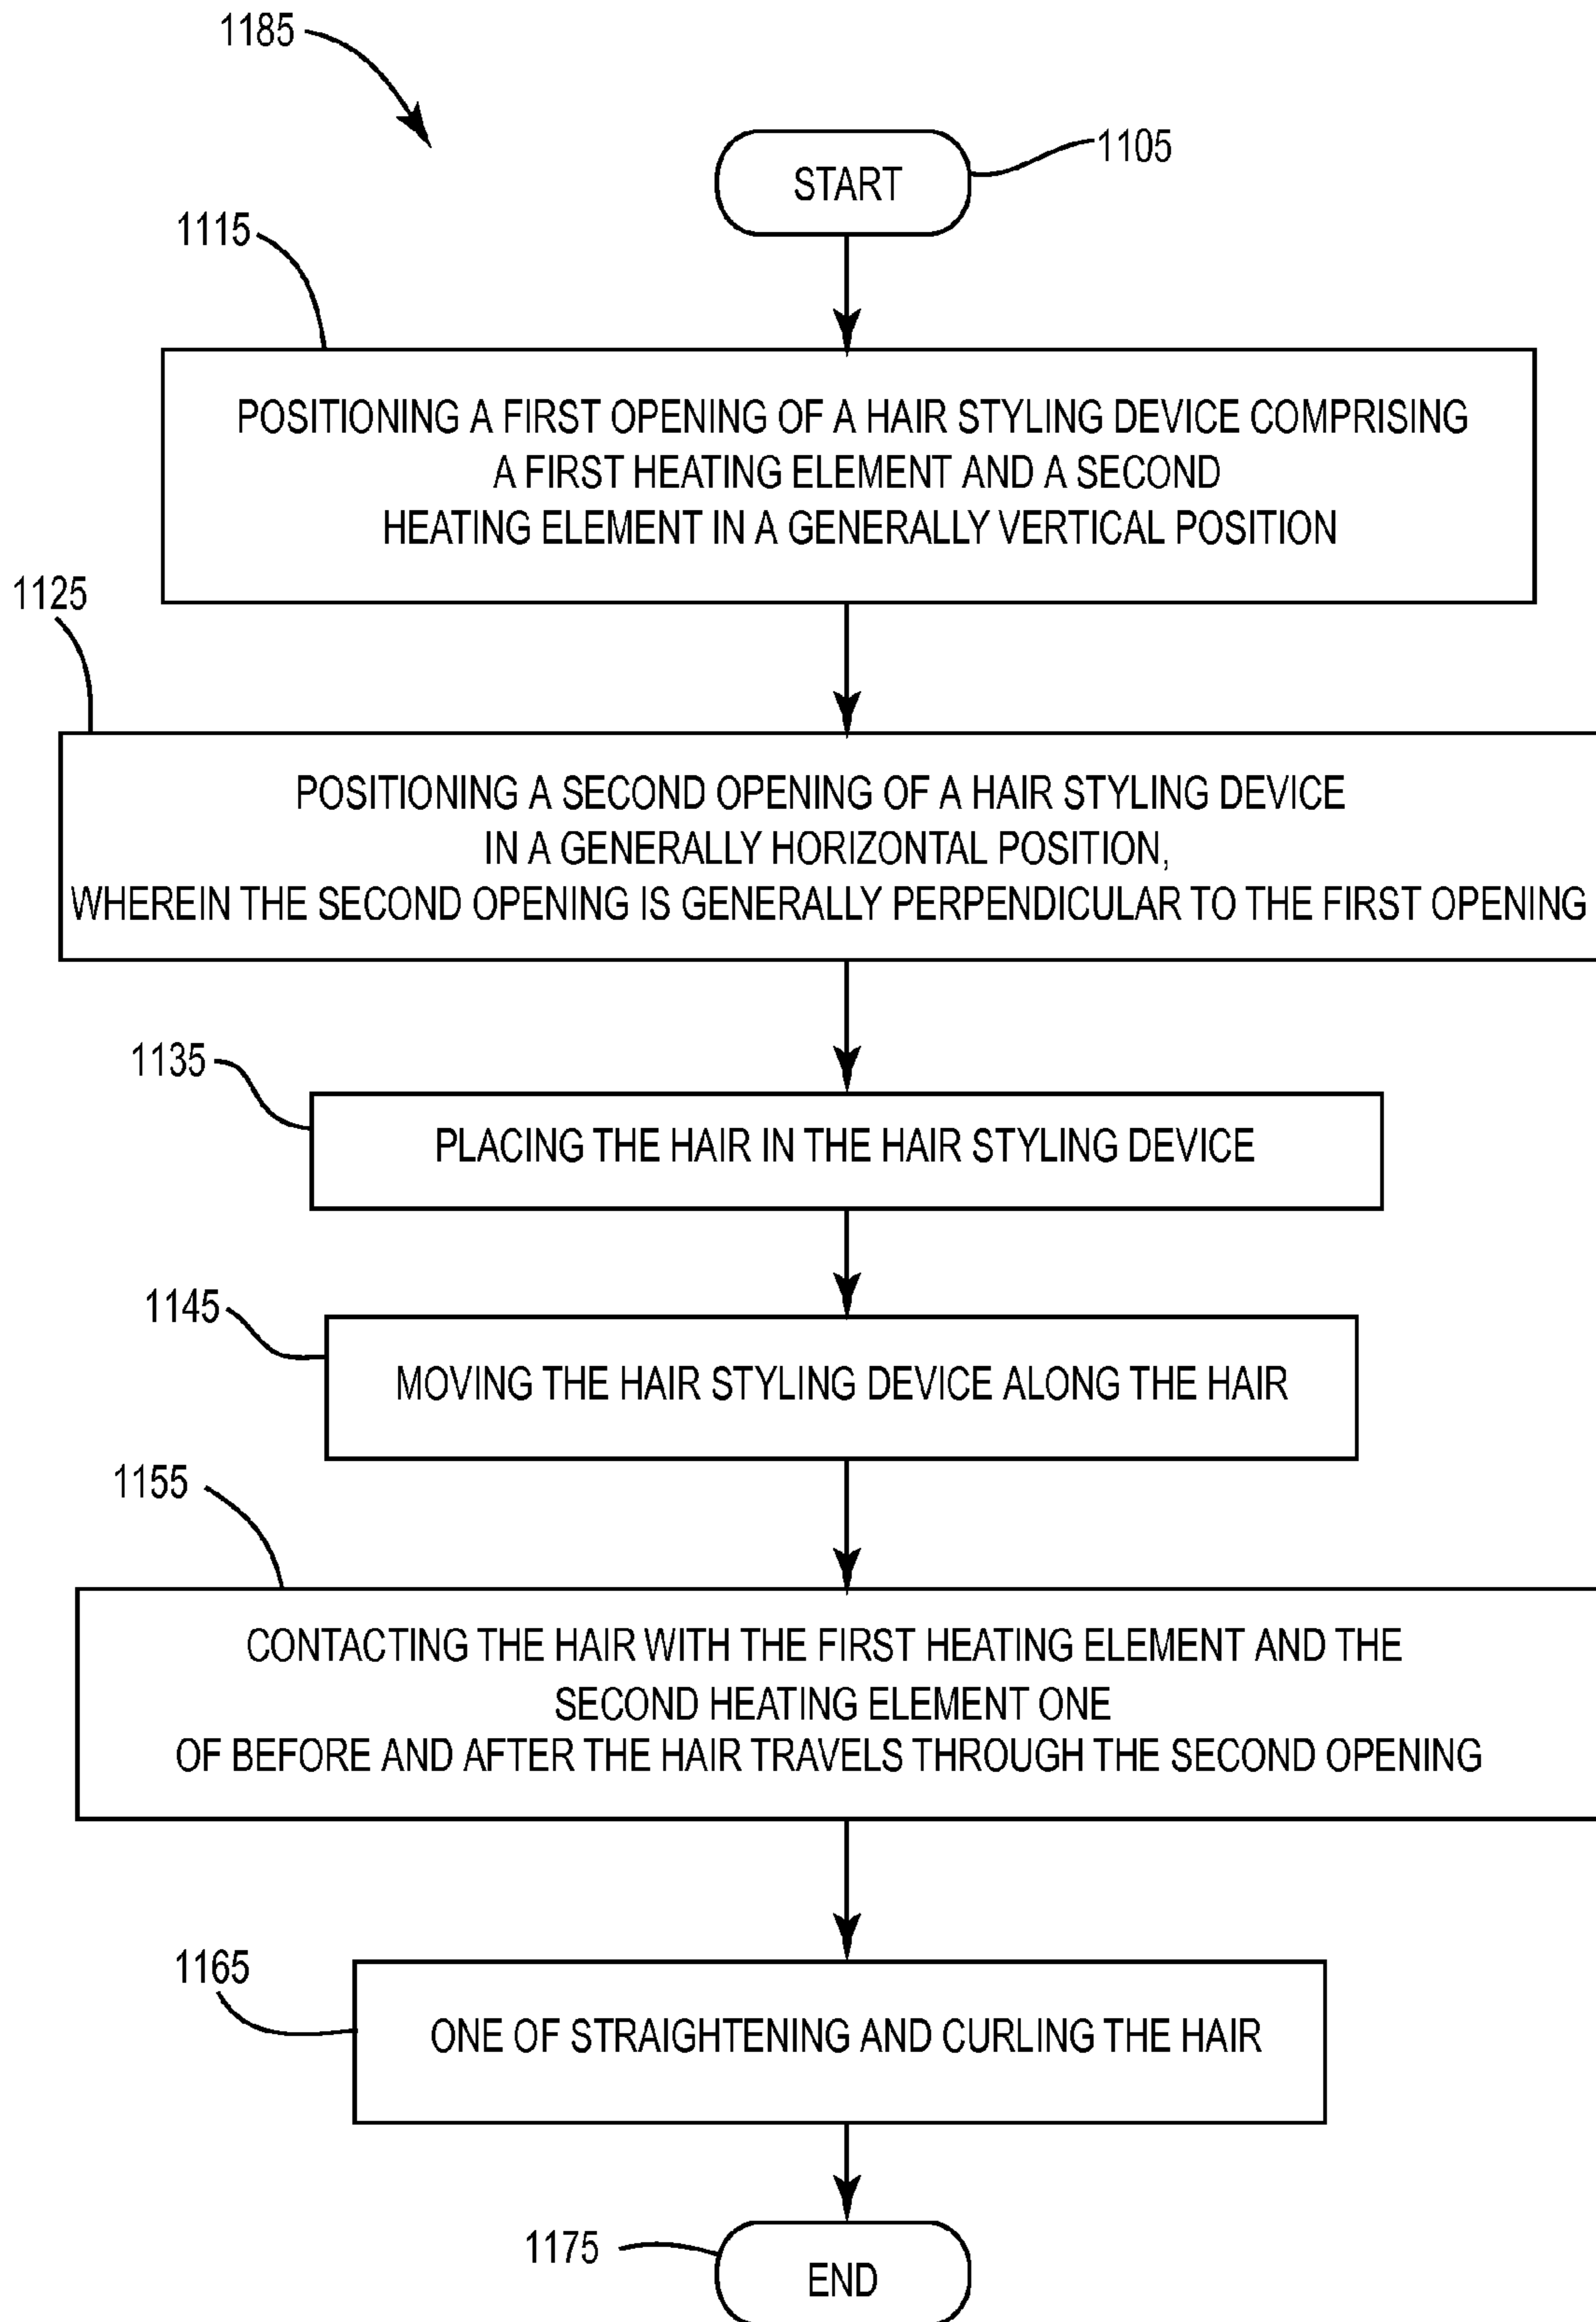 1185
START
1105
1115
POSITIONING A FIRST OPENING OF A HAIR STYLING DEVICE COMPRISING
A FIRST HEATING ELEMENT AND A SECOND
HEATING ELEMENT IN A GENERALLY VERTICAL POSITION
1125
POSITIONING A SECOND OPENING OF A HAIR STYLING DEVICE
IN A GENERALLY HORIZONTAL POSITION,
WHEREIN THE SECOND OPENING IS GENERALLY PERPENDICULAR TO THE FIRST OPENING
1135
PLACING THE HAIR IN THE HAIR STYLING DEVICE
1145
MOVING THE HAIR STYLING DEVICE ALONG THE HAIR
1155
CONTACTING THE HAIR WITH THE FIRST HEATING ELEMENT AND THE
SECOND HEATING ELEMENT ONE
OF BEFORE AND AFTER THE HAIR TRAVELS THROUGH THE SECOND OPENING
1165
ONE OF STRAIGHTENING AND CURLING THE HAIR
1175
END